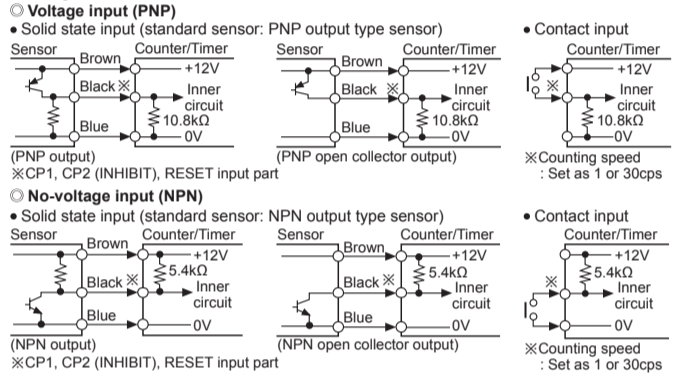 ◎ Voltage input (PNP)
● Solid state input (standard sensor: PNP output type sensor)
Sensor
Counter/Timer
Brown
+12V
Black ※
Inner
circuit
10.8kΩ
Blue
0V
(PNP output)
Sensor
Counter/Timer
Brown
+12V
Black ※
Inner
circuit
10.8kΩ
Blue
0V
(PNP open collector output)
※CP1, CP2 (INHIBIT), RESET input part
● Contact input
Counter/Timer
+12V
※
Inner
circuit
10.8kΩ
0V
※Counting speed
: Set as 1 or 30cps
◎ No-voltage input (NPN)
● Solid state input (standard sensor: NPN output type sensor)
Sensor
Counter/Timer
Brown
+12V
5.4kΩ
Black ※
Inner
circuit
Blue
0V
(NPN output)
Sensor
Counter/Timer
Brown
+12V
5.4kΩ
Black ※
Inner
circuit
Blue
0V
(NPN open collector output)
※CP1, CP2 (INHIBIT), RESET input part
● Contact input
Counter/Timer
+12V
5.4kΩ
※
Inner
circuit
0V
※Counting speed
: Set as 1 or 30cps